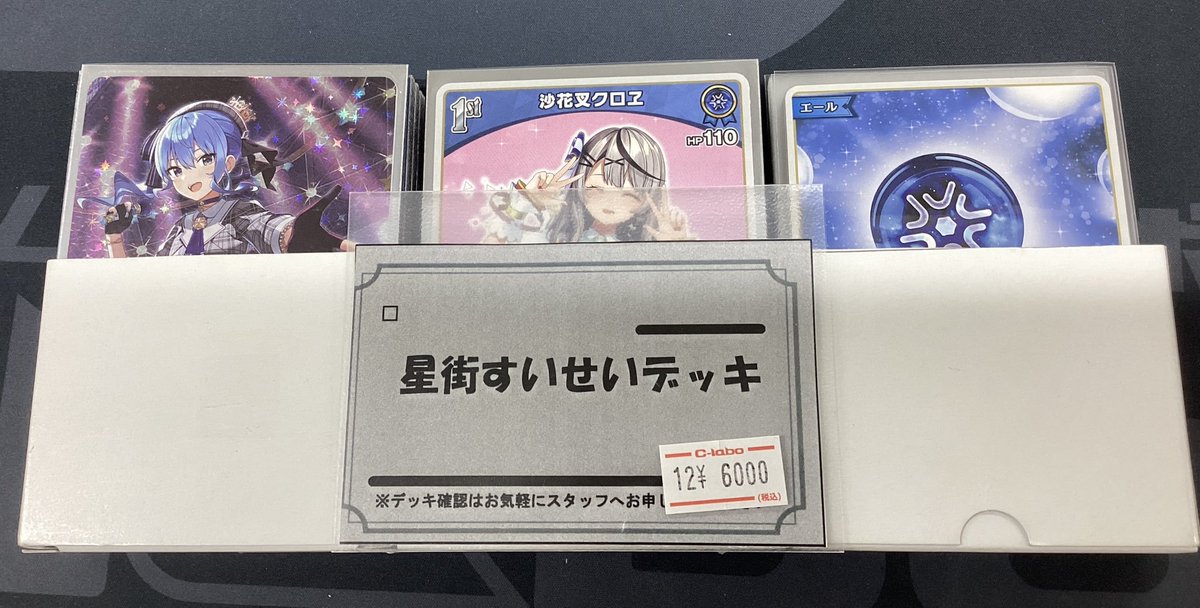 1st
沙花叉クロヱ
HP110
エール
星街すいせいデッキ
C-labo
12¥ 6000
(税込)
※デッキ確認はお気軽にスタッフへお申し